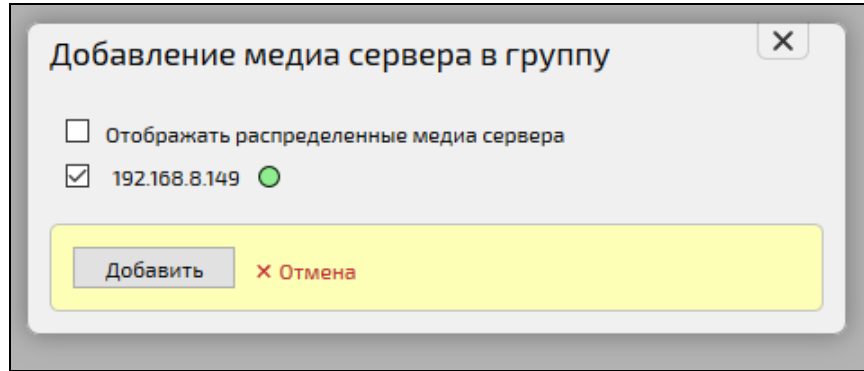 Добавление медиа сервера в группу
Отображать распределенные медиа сервера
192.168.8.149
Добавить × Отмена